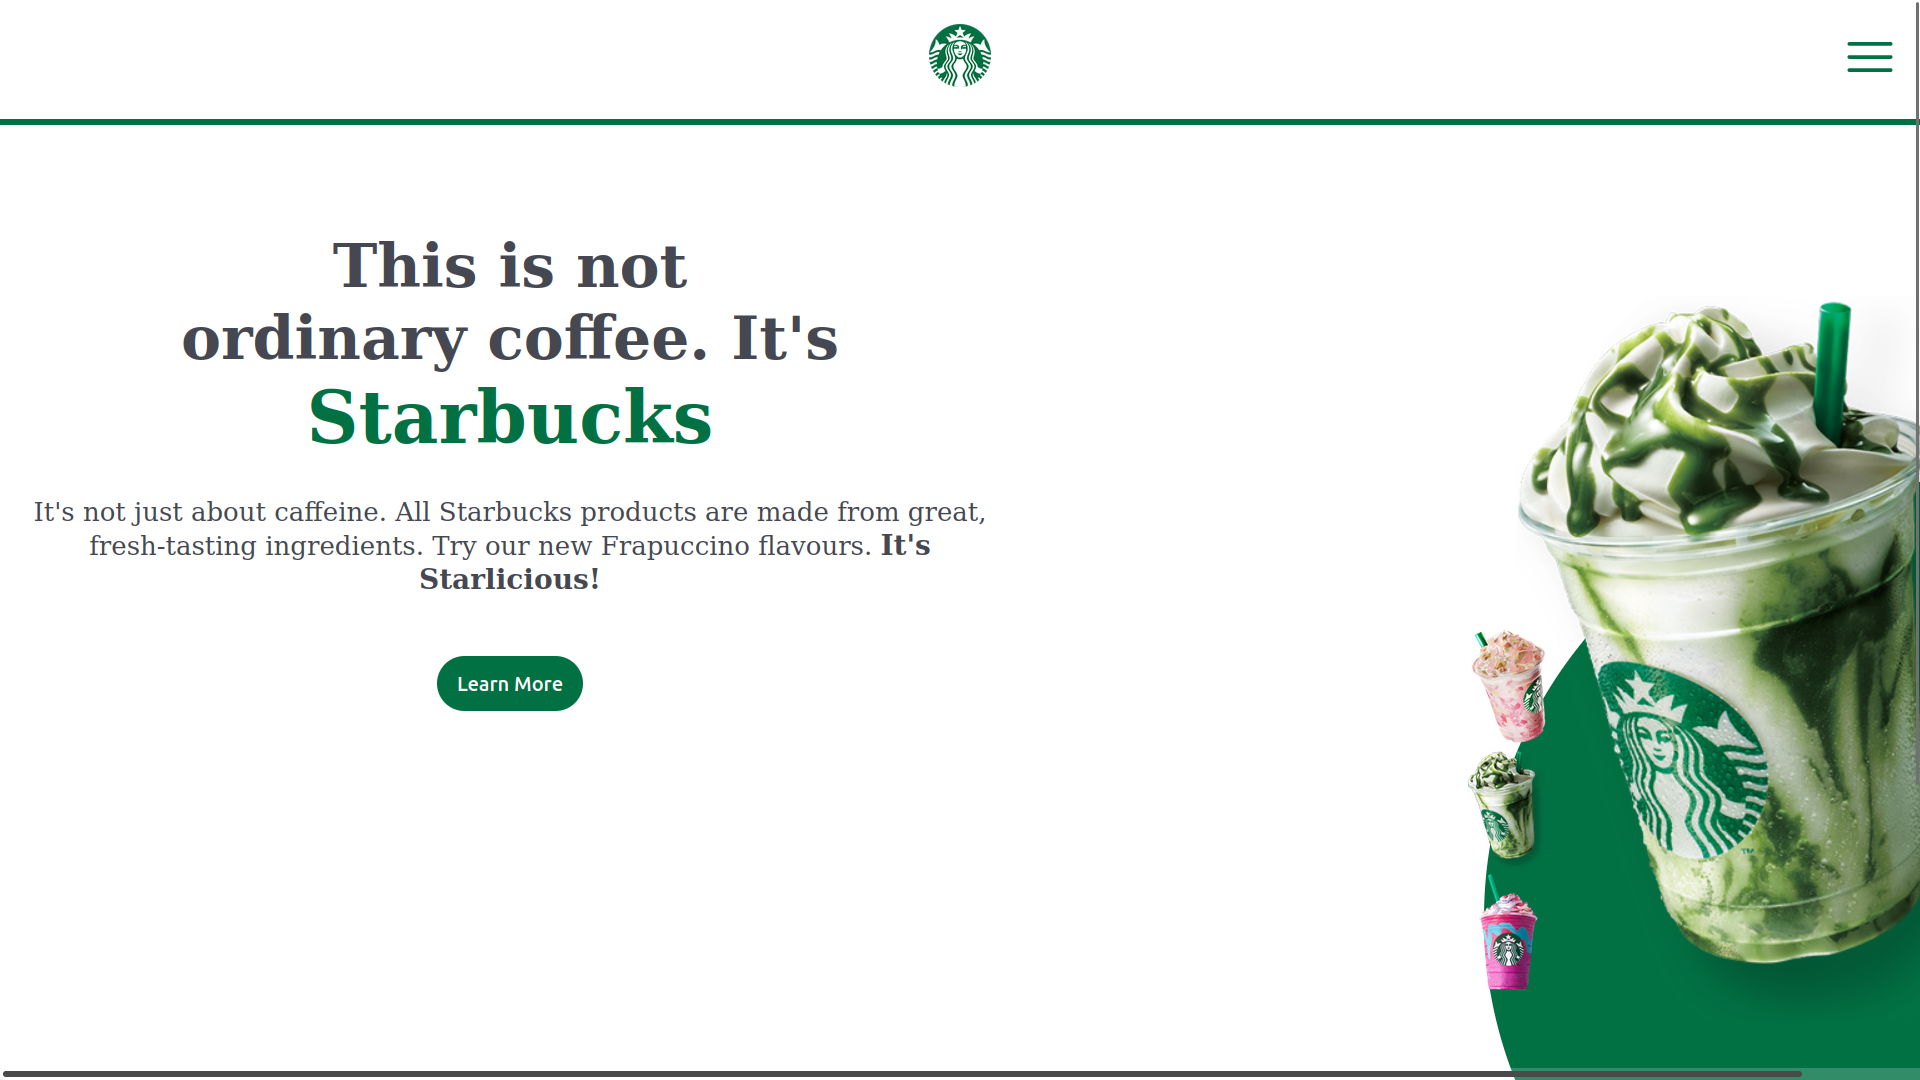 This is not
ordinary coffee. It's
Starbucks
It's not just about caffeine. All Starbucks products are made from great,
fresh-tasting ingredients. Try our new Frapuccino flavours. It's
Starlicious!
Learn More
TM